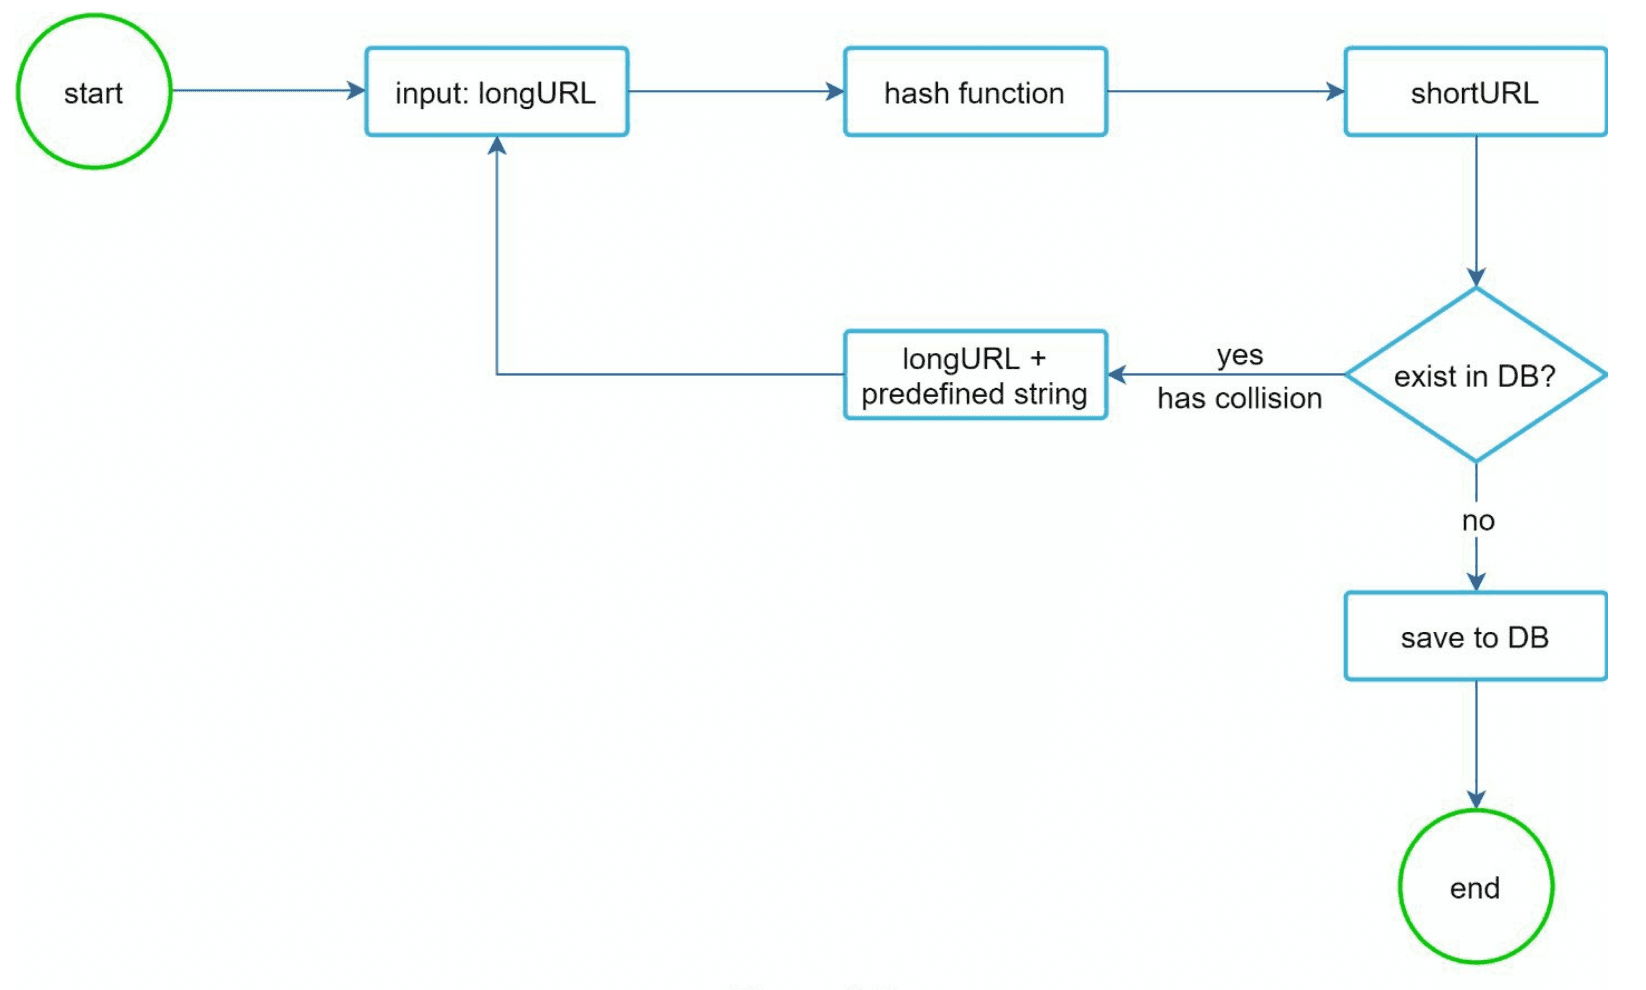 start
input: longURL
hash function
shortURL
longURL +
predefined string
yes
has collision
exist in DB?
no
save to DB
end